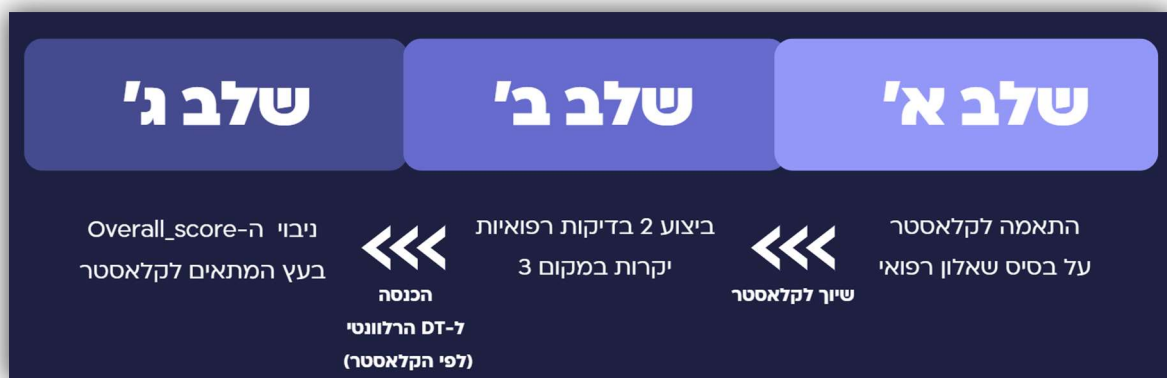 שלב א'
שלב ב'
שלב ג'
התאמה לקלאסטר
על בסיס שאלון רפואי
שיוך לקלאסטר
ביצוע 2 בדיקות רפואיות
יקרות במקום 3
הכנסה
ל-DT הרלוונטי
(לפי הקלאסטר)
ניבוי ה-Overall_score
בעץ המתאים לקלאסטר